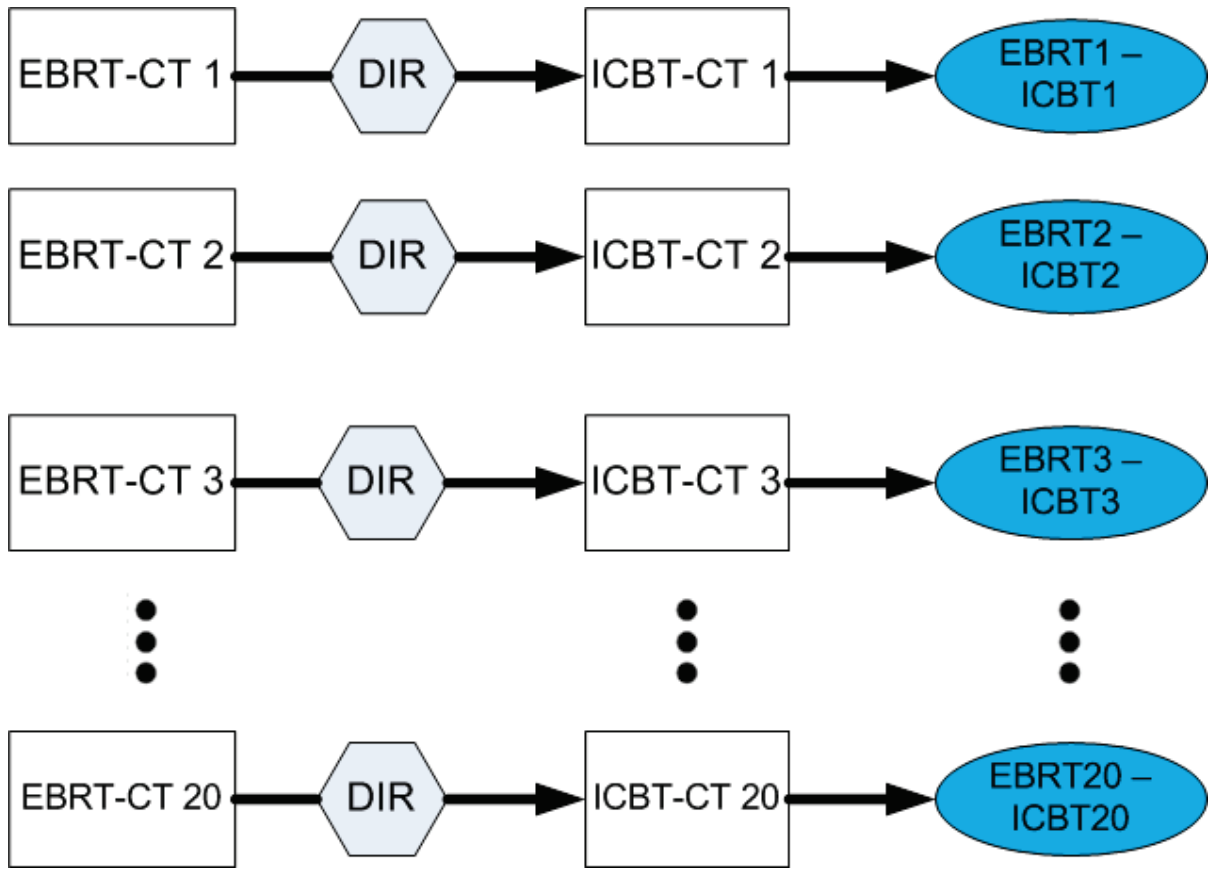 EBRT-CT 1
DIR
ICBT-CT 1
EBRT1 –
ICBT1
EBRT-CT 2
DIR
ICBT-CT 2
EBRT2 –
ICBT2
EBRT-CT 3
DIR
ICBT-CT 3
EBRT3 –
ICBT3
EBRT-CT 20
DIR
ICBT-CT 20
EBRT20 –
ICBT20